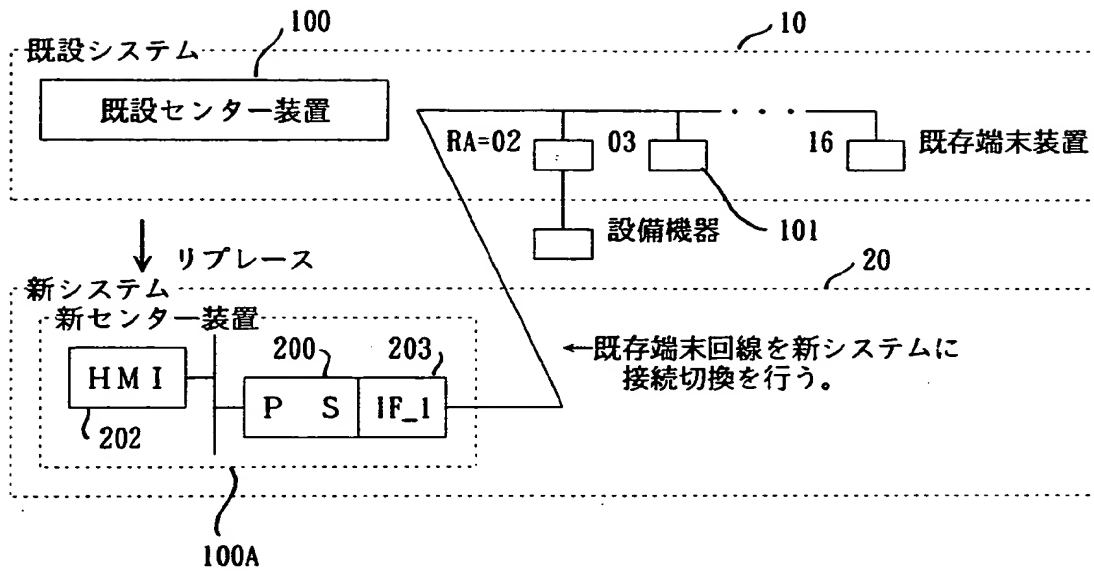 100
10
既設システム
既設センター装置
RA=02
03
・・・
16
既存端末装置
設備機器
101
リプレース
20
新システム
新センター装置
200
203
←既存端末回線を新システムに
接続切換を行う。
HMI
P S
IF_1
202
100A